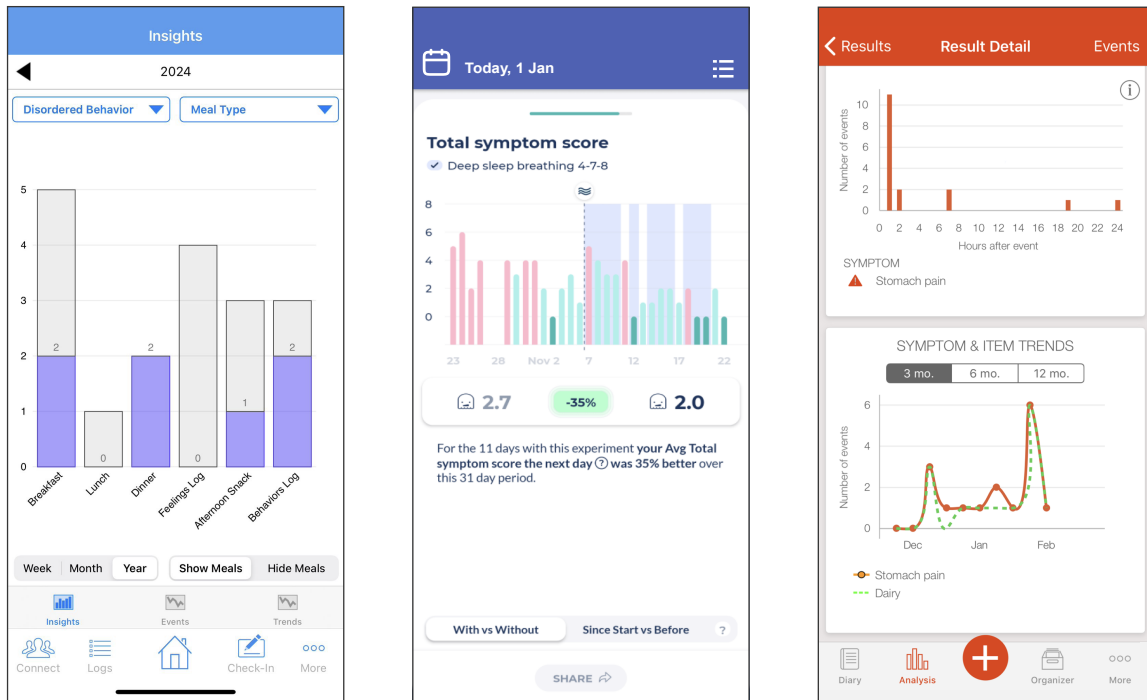 Insights
2024
Disordered Behavior
Meal Type
5
4
3
2
1
0
2
0
2
0
1
2
Breakfast
Lunch
Dinner
Feelings Log
Afternoon Snack
Behaviors Log
Week Month Year Show Meals Hide Meals
Insights Events Trends
Connect Logs Check-In More
Today, 1 Jan
Total symptom score
Deep sleep breathing 4-7-8
8
6
4
2
0
23 28 Nov 2 7 12 17 22
2.7 -35% 2.0
For the 11 days with this experiment your Avg Total
symptom score the next day ? was 35% better over
this 31 day period.
With vs Without Since Start vs Before ?
SHARE
Results Result Detail Events
i
Number of events
10
8
6
4
2
0
0 2 4 6 8 10 12 14 16 18 20 22 24
Hours after event
SYMPTOM
Stomach pain
SYMPTOM & ITEM TRENDS
3 mo. 6 mo. 12 mo.
Number of events
6
4
2
0
Dec Jan Feb
Stomach pain
Dairy
Diary Analysis Organizer More